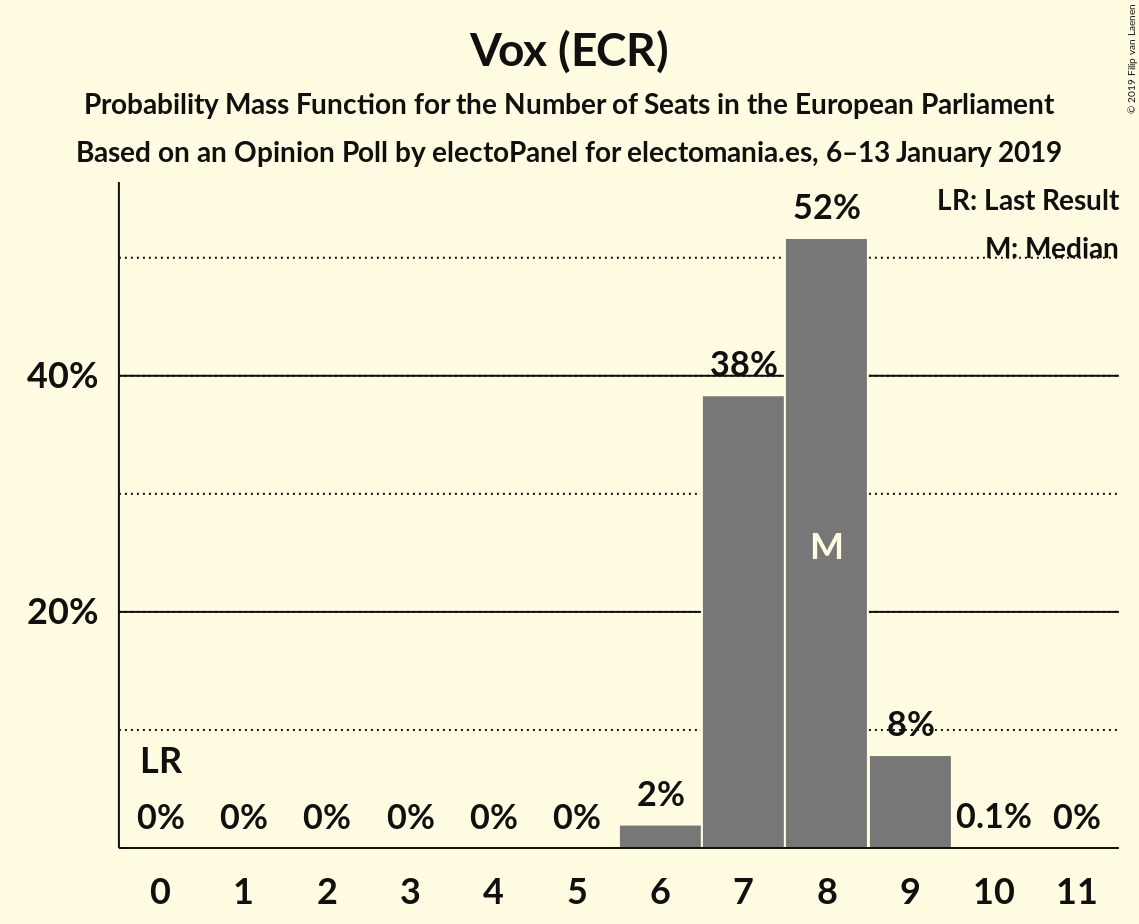 Vox (ECR)
Probability Mass Function for the Number of Seats in the European Parliament
Based on an Opinion Poll by electoPanel for electomania.es, 6–13 January 2019
© 2019 Filip van Laenen
LR: Last Result
M: Median
52%
38%
40%
M
20%
8%
LR
2%
0% 0% 0% 0% 0% 0% 0.1% 0%
0 1 2 3 4 5 6 7 8 9 10 11